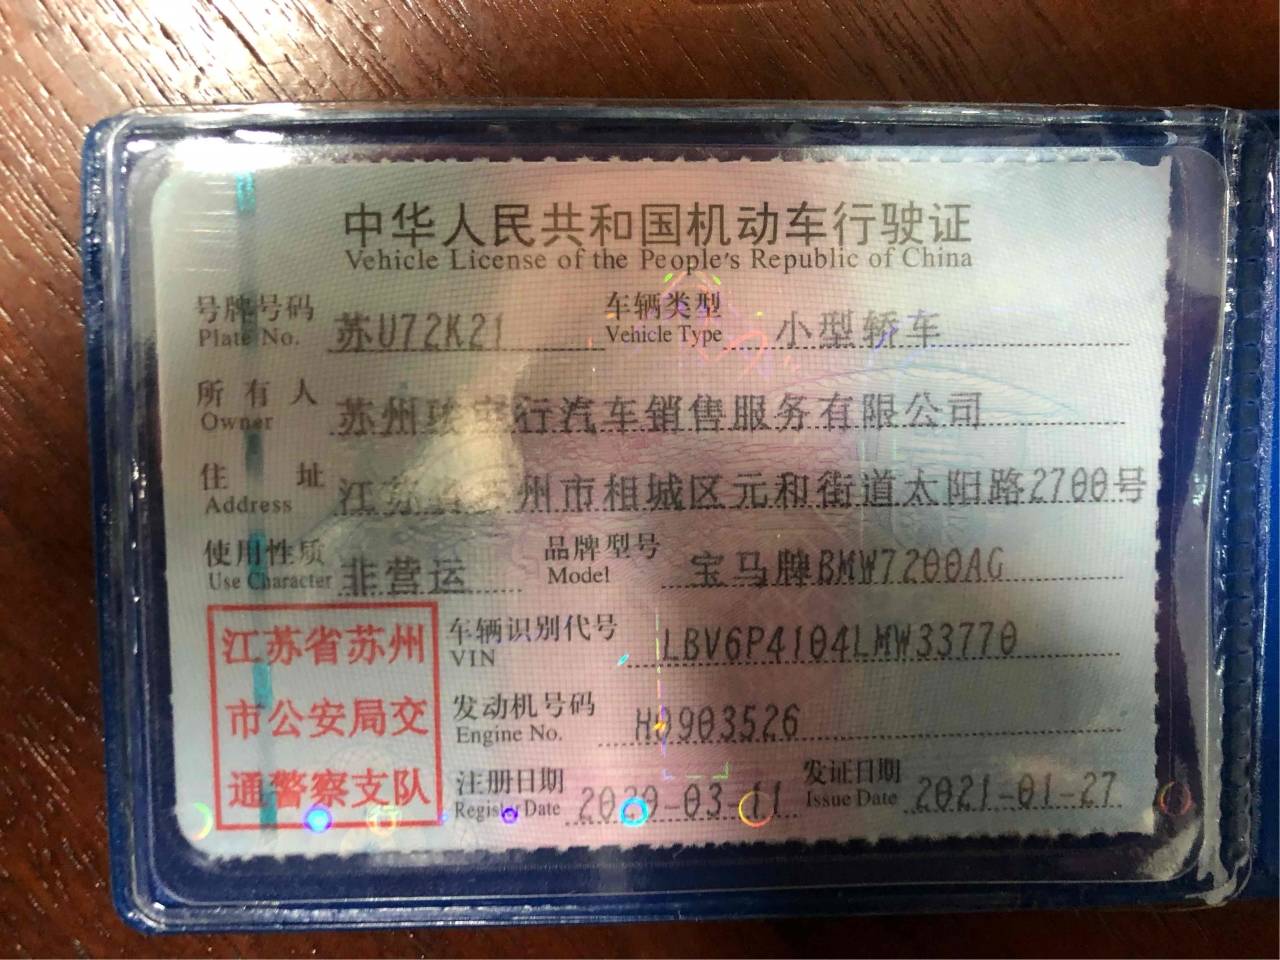 中华人民共和国机动车行驶证
Vehicle License of the People's Republic of China
号牌号码 苏U72K21 车辆类型 小型轿车
Plate No. Vehicle Type
所有人 苏州 宝行汽车销售服务有限公司
Owner
住址 江苏 州市相城区元和街道太阳路2700号
Address
使用性质 非营运 品牌型号 宝马牌BMW7200AG
Use Character Model
江苏省苏州
市公安局交
通警察支队
车辆识别代号 LBV6P4104LMW33770
VIN
发动机号码 H0903526
Engine No.
注册日期 2020-03-11 发证日期 2021-01-27
Register Date Issue Date